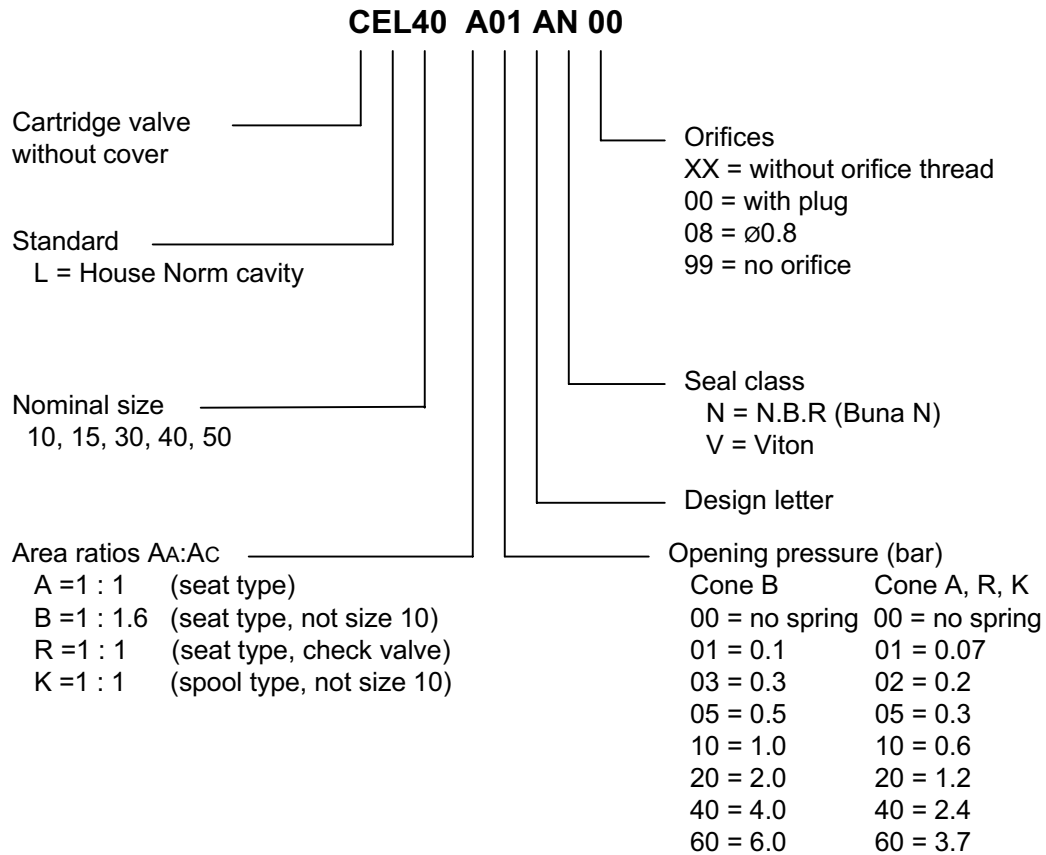 CEL40 A01 AN 00
Cartridge valve
without cover
Standard
L = House Norm cavity
Nominal size
10, 15, 30, 40, 50
Area ratios AA:AC
A =1 : 1 (seat type)
B =1 : 1.6 (seat type, not size 10)
R =1 : 1 (seat type, check valve)
K =1 : 1 (spool type, not size 10)
Orifices
XX = without orifice thread
00 = with plug
08 = ø0.8
99 = no orifice
Seal class
N = N.B.R (Buna N)
V = Viton
Design letter
Opening pressure (bar)
Cone B Cone A, R, K
00 = no spring 00 = no spring
01 = 0.1 01 = 0.07
03 = 0.3 02 = 0.2
05 = 0.5 05 = 0.3
10 = 1.0 10 = 0.6
20 = 2.0 20 = 1.2
40 = 4.0 40 = 2.4
60 = 6.0 60 = 3.7